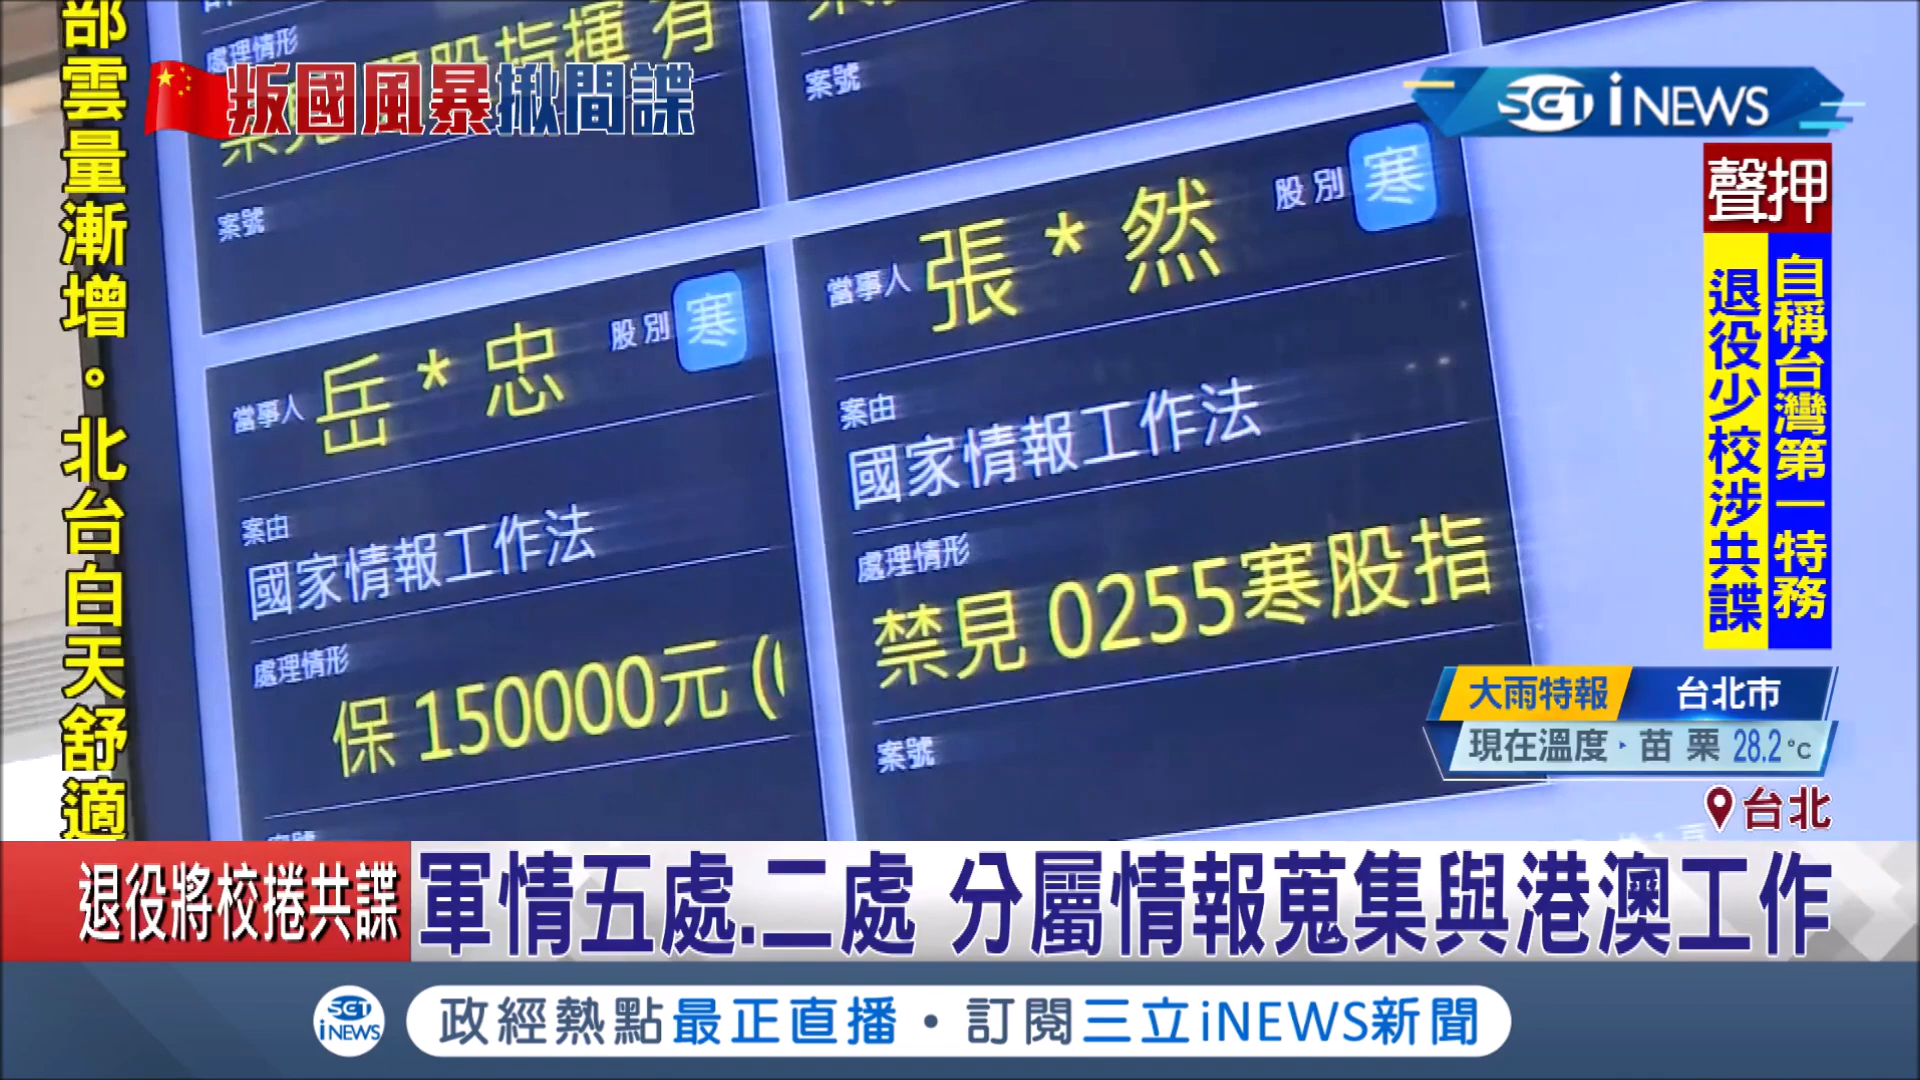 部雲量漸增。北台白天舒適
處理情形
禁見
股指揮 有
案號
案號
叛國風暴揪間諜
SET iNEWS
聲押
自稱台灣第一特務
退役少校涉共諜
當事人 岳*忠 股別 寒
案由
國家情報工作法
處理情形
保 150000元 (
當事人 張*然 股別 寒
案由
國家情報工作法
處理情形
禁見 0255寒股指
案號
大雨特報 台北市
現在溫度 苗栗 28.2°C
台北
退役將校捲共諜
軍情五處.二處 分屬情報蒐集與港澳工作
SET iNEWS
政經熱點最正直播・訂閱三立iNEWS新聞